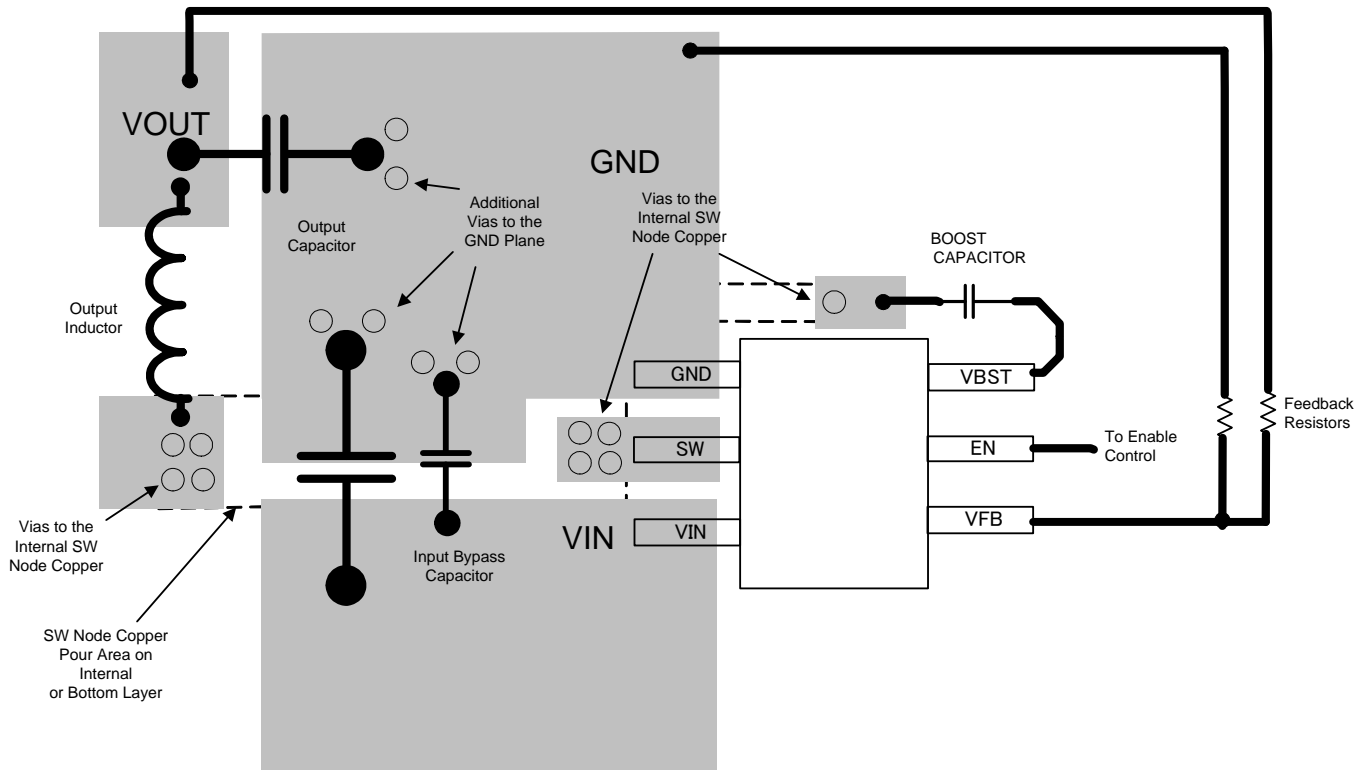 VOUT
GND
Additional
Vias to the
GND Plane
Vias to the
Internal SW
Node Copper
Output
Capacitor
BOOST
CAPACITOR
Output
Inductor
GND
VBST
Feedback
Resistors
SW
EN
To Enable
Control
VIN
VIN
VFB
Input Bypass
Capacitor
Vias to the
Internal SW
Node Copper
SW Node Copper
Pour Area on
Internal
or Bottom Layer